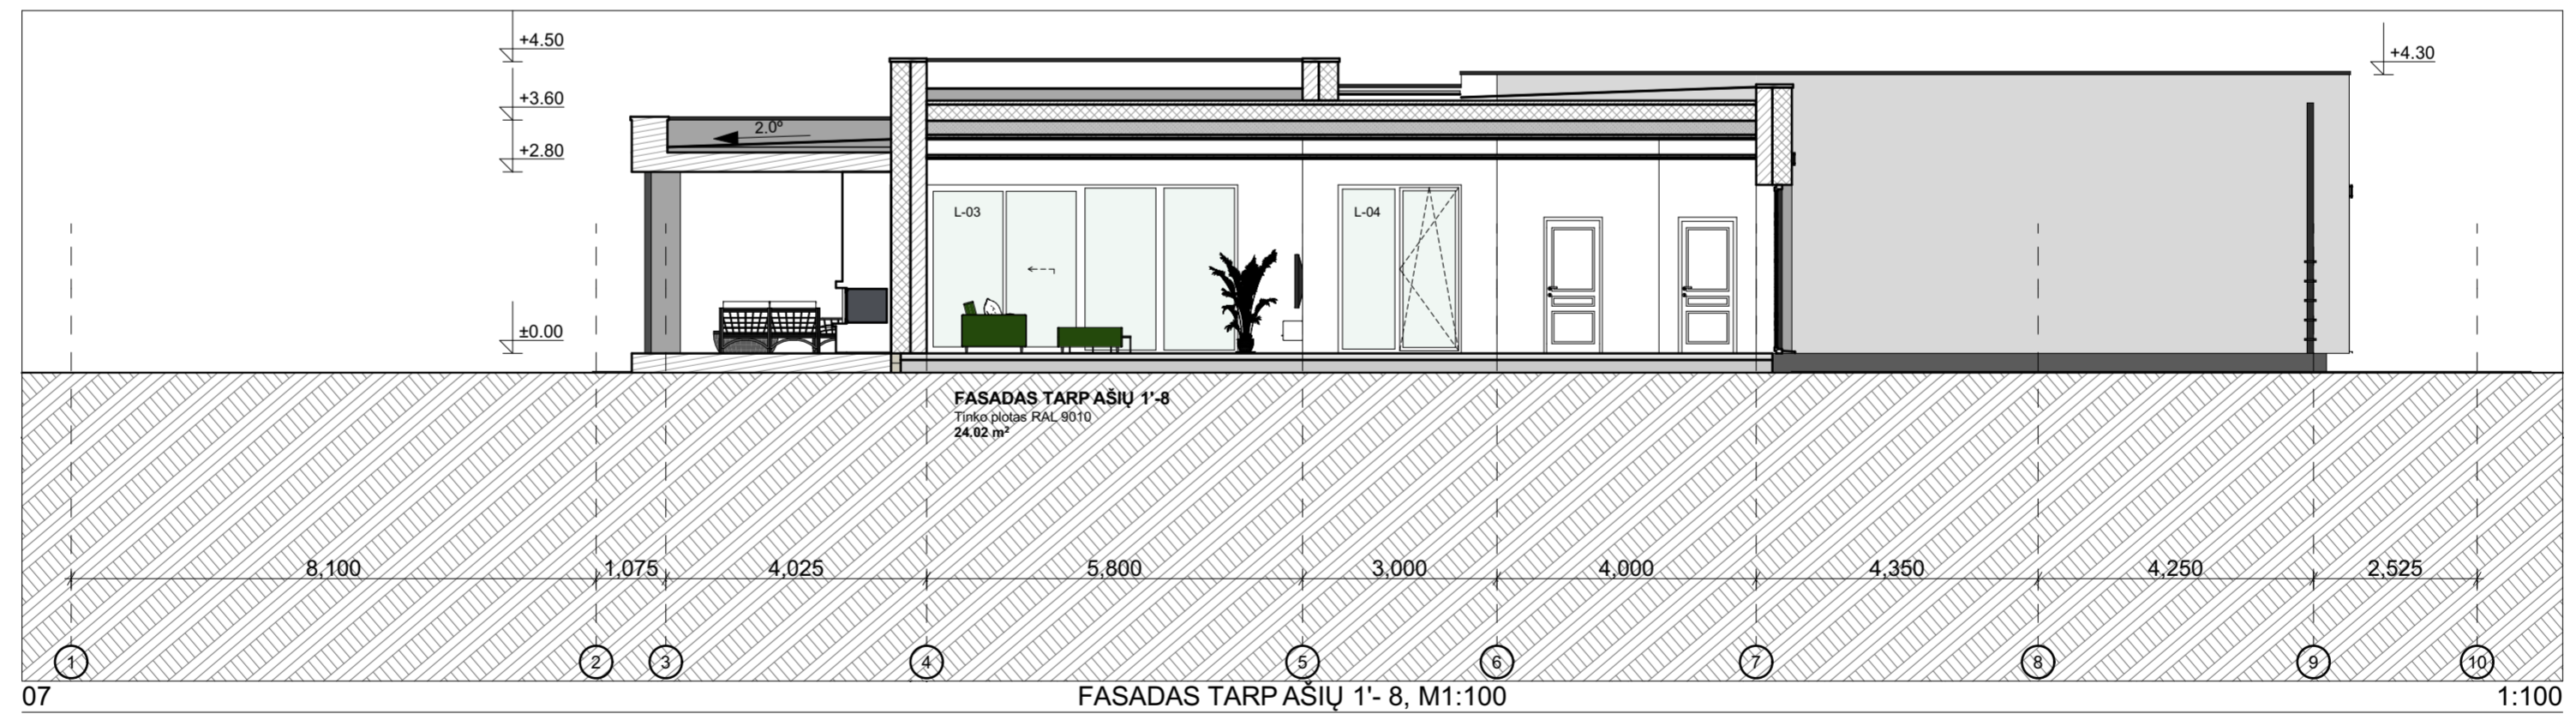 +4.50
+4.30
+3.60
2.0°
+2.80
L-03
L-04
±0.00
FASADAS TARP AŠIŲ 1'-8
Tinko plotas RAL 9010
24.02 m²
8,100 1,075 4,025 5,800 3,000 4,000 4,350 4,250 2,525
1 2 3 4 5 6 7 8 9 10
07 FASADAS TARP AŠIŲ 1'- 8, M1:100 1:100